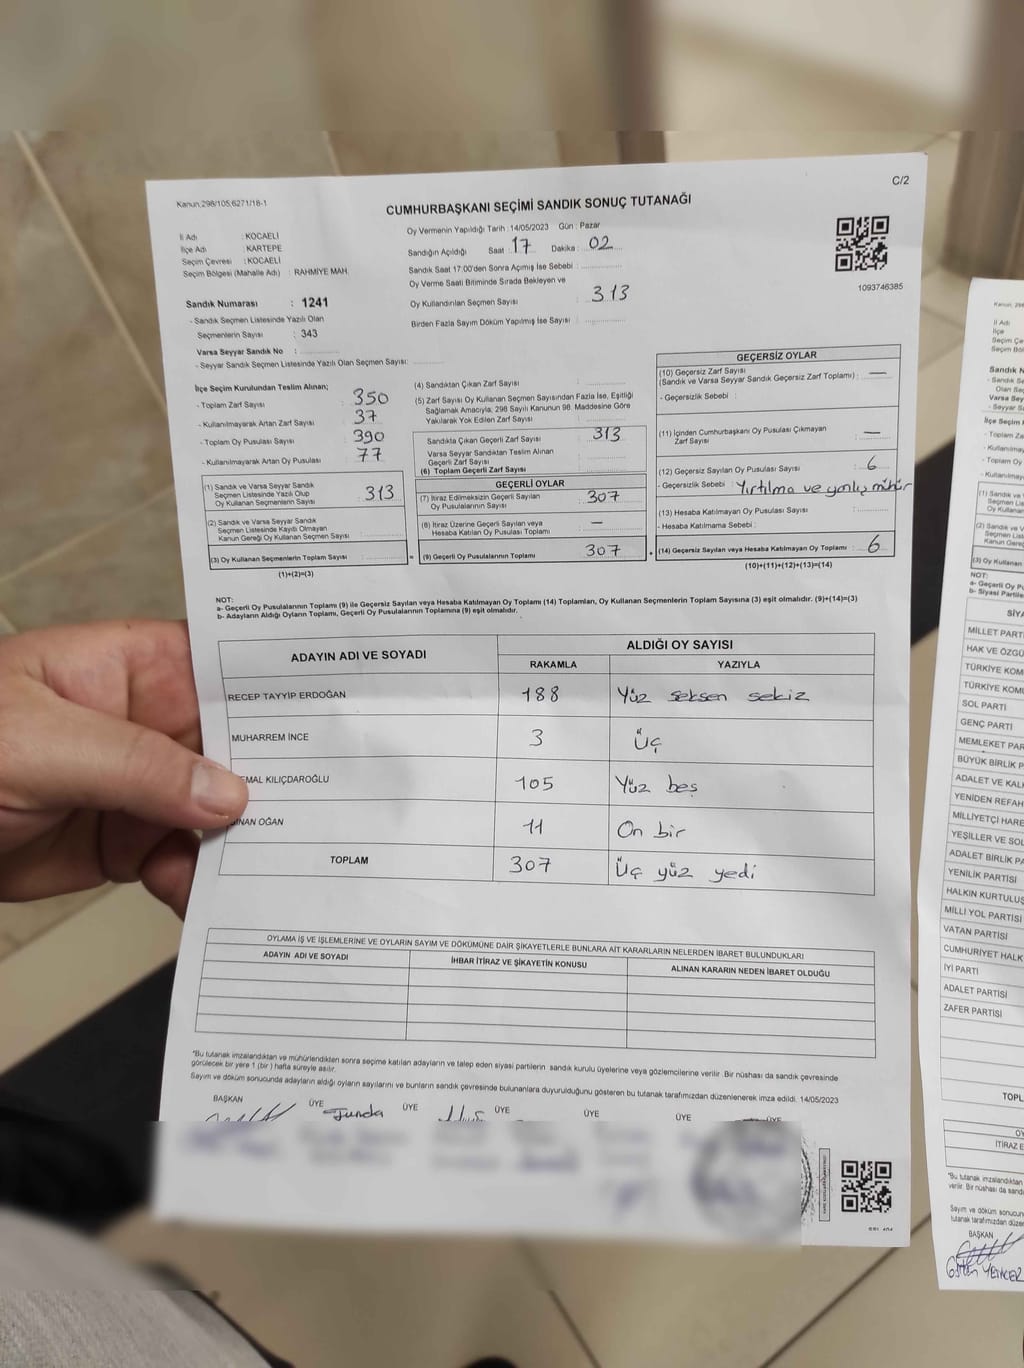 C/2
Kanun:298/105,6271/18-1
CUMHURBAŞKANI SEÇİMİ SANDIK SONUÇ TUTANAĞI
İl Adı : KOCAELİ
İlçe Adı : KARTEPE
Seçim Çevresi : KOCAELİ
Seçim Bölgesi (Mahalle Adı) : RAHMİYE MAH.
Oy Vermenin Yapıldığı Tarih : 14/05/2023 Gün : Pazar
Sandığın Açıldığı Saat : 17 Dakika : 02
Sandık Saat 17:00'den Sonra Açımış İse Sebebi :
Oy Verme Saati Bitiminde Sırada Bekleyen ve
Oy Kullandırılan Seçmen Sayısı : 313
Birden Fazla Sayım Döküm Yapılmış İse Sayısı :
1093746385
Sandık Numarası : 1241
- Sandık Seçmen Listesinde Yazılı Olan
Seçmenlerin Sayısı : 343
Varsa Seyyar Sandık No :
- Seyyar Sandık Seçmen Listesinde Yazılı Olan Seçmen Sayısı:
İlçe Seçim Kurulundan Teslim Alınan;
- Toplam Zarf Sayısı : 350
- Kullanılmayarak Artan Zarf Sayısı : 37
- Toplam Oy Pusulası Sayısı : 390
- Kullanılmayarak Artan Oy Pusulası : 77
(1) Sandık ve Varsa Seyyar Sandık
Seçmen Listesinde Yazılı Olup
Oy Kullanan Seçmenlerin Sayısı : 313
(2) Sandık ve Varsa Seyyar Sandık
Seçmen Listesinde Kayıtlı Olmayan
Kanun Gereği Oy Kullanan Seçmen Sayısı :
(3) Oy Kullanan Seçmenlerin Toplam Sayısı :
(1)+(2)=(3)
(4) Sandıktan Çıkan Zarf Sayısı :
(5) Zarf Sayısı Oy Kullanan Seçmen Sayısından Fazla İse, Eşitliği
Sağlamak Amacıyla; 298 Sayılı Kanunun 98. Maddesine Göre
Yakılarak Yok Edilen Zarf Sayısı :
Sandıkla Çıkan Geçerli Zarf Sayısı : 313
Varsa Seyyar Sandıktan Teslim Alınan
Geçerli Zarf Sayısı :
(6) Toplam Geçerli Zarf Sayısı :
GEÇERLİ OYLAR
(7) İtiraz Edilmeksizin Geçerli Sayılan
Oy Pusulalarının Sayısı : 307
(8) İtiraz Üzerine Geçerli Sayılan veya
Hesaba Katılan Oy Pusulası Sayısı : —
= (9) Geçerli Oy Pusulalarının Toplamı : 307 +
GEÇERSİZ OYLAR
(10) Geçersiz Zarf Sayısı
(Sandık ve Varsa Seyyar Sandık Geçersiz Zarf Toplamı) : —
- Geçersizlik Sebebi :
(11) İçinden Cumhurbaşkanı Oy Pusulası Çıkmayan
Zarf Sayısı : —
(12) Geçersiz Sayılan Oy Pusulası Sayısı : 6
- Geçersizlik Sebebi : Yırtılma ve yanlış mühür
(13) Hesaba Katılmayan Oy Pusulası Sayısı :
- Hesaba Katılmama Sebebi :
(14) Geçersiz Sayılan veya Hesaba Katılmayan Oy Toplamı : 6
(10)+(11)+(12)+(13)=(14)
NOT:
a- Geçerli Oy Pusulalarının Toplamı (9) ile Geçersiz Sayılan veya Hesaba Katılmayan Oy Toplamı (14) Toplamları, Oy Kullanan Seçmenlerin Toplam Sayısına (3) eşit olmalıdır. (9)+(14)=(3)
b- Adayların Aldığı Oyların Toplamı, Geçerli Oy Pusulalarının Toplamına (9) eşit olmalıdır.
ADAYIN ADI VE SOYADI ALDIĞI OY SAYISI
RAKAMLA YAZIYLA
RECEP TAYYİP ERDOĞAN 188 Yüz seksen sekiz
MUHARREM İNCE 3 Üç
EMAL KILIÇDAROĞLU 105 Yüz beş
İNAN OĞAN 11 On bir
TOPLAM 307 Üç yüz yedi
OYLAMA İŞ VE İŞLEMLERİNE VE OYLARIN SAYIM VE DÖKÜMÜNE DAİR ŞİKAYETLERLE BUNLARA AİT KARARLARIN NELERDEN İBARET BULUNDUKLARI
ADAYIN ADI VE SOYADI İHBAR İTİRAZ VE ŞİKAYETİN KONUSU ALINAN KARARIN NEDEN İBARET OLDUĞU
"Bu tutanak imzalandıktan ve mühürlendikten sonra seçime katılan adayların ve talep eden siyasi partilerin sandık kurulu üyelerine veya gözlemcilerine verilir. Bir nüshası da sandık çevresinde
görülecek bir yere 1 (bir) hafta süreyle asılır.
Sayım ve döküm sonucunda adayların aldığı oyların sayılarını ve bunların sandık çevresinde bulunanlara duyurulduğunu gösteren bu tutanak tarafımızdan düzenlenerek imza edildi. 14/05/2023
BAŞKAN ÜYE ÜYE ÜYE ÜYE ÜYE ÜYE
Funda
Kanun: 298
İl Adı
İlçe
Seçim Çe
Seçim Böl
Sandık N
- Sandık Se
Olan Seç
Varsa Sey
- Seyyar S
İlçe Seçim
- Toplam Zar
- Kullanılmay
- Toplam Oy
- Kullanılmaya
(1) Sandık ve
Seçmen Lis
Oy Kullanan
(2) Sandık ve
Seçmen Lis
Kanun Gere
(3) Oy Kullanan
NOT:
a- Geçerli Oy Pu
b- Siyasi Partiler
SİYA
MİLLET PARTİ
HAK VE ÖZGÜ
TÜRKİYE KOM
TÜRKİYE KOMÜ
SOL PARTİ
GENÇ PARTİ
MEMLEKET PAR
BÜYÜK BİRLİK P
ADALET VE KALK
YENİDEN REFAH
MİLLİYETÇİ HARE
YEŞİLLER VE SOL
ADALET BİRLİK PA
YENİLİK PARTİSİ
HALKIN KURTULUŞ
MİLLİ YOL PARTİSİ
VATAN PARTİSİ
CUMHURİYET HALK
İYİ PARTİ
ADALET PARTİSİ
ZAFER PARTİSİ
TOPL
OY
İTİRAZ E
"Bu tutanak imzalandıktan
verilir. Bir nüshası da sand
Sayım ve döküm sonucun
tutanak tarafımızdan düze
BAŞKAN